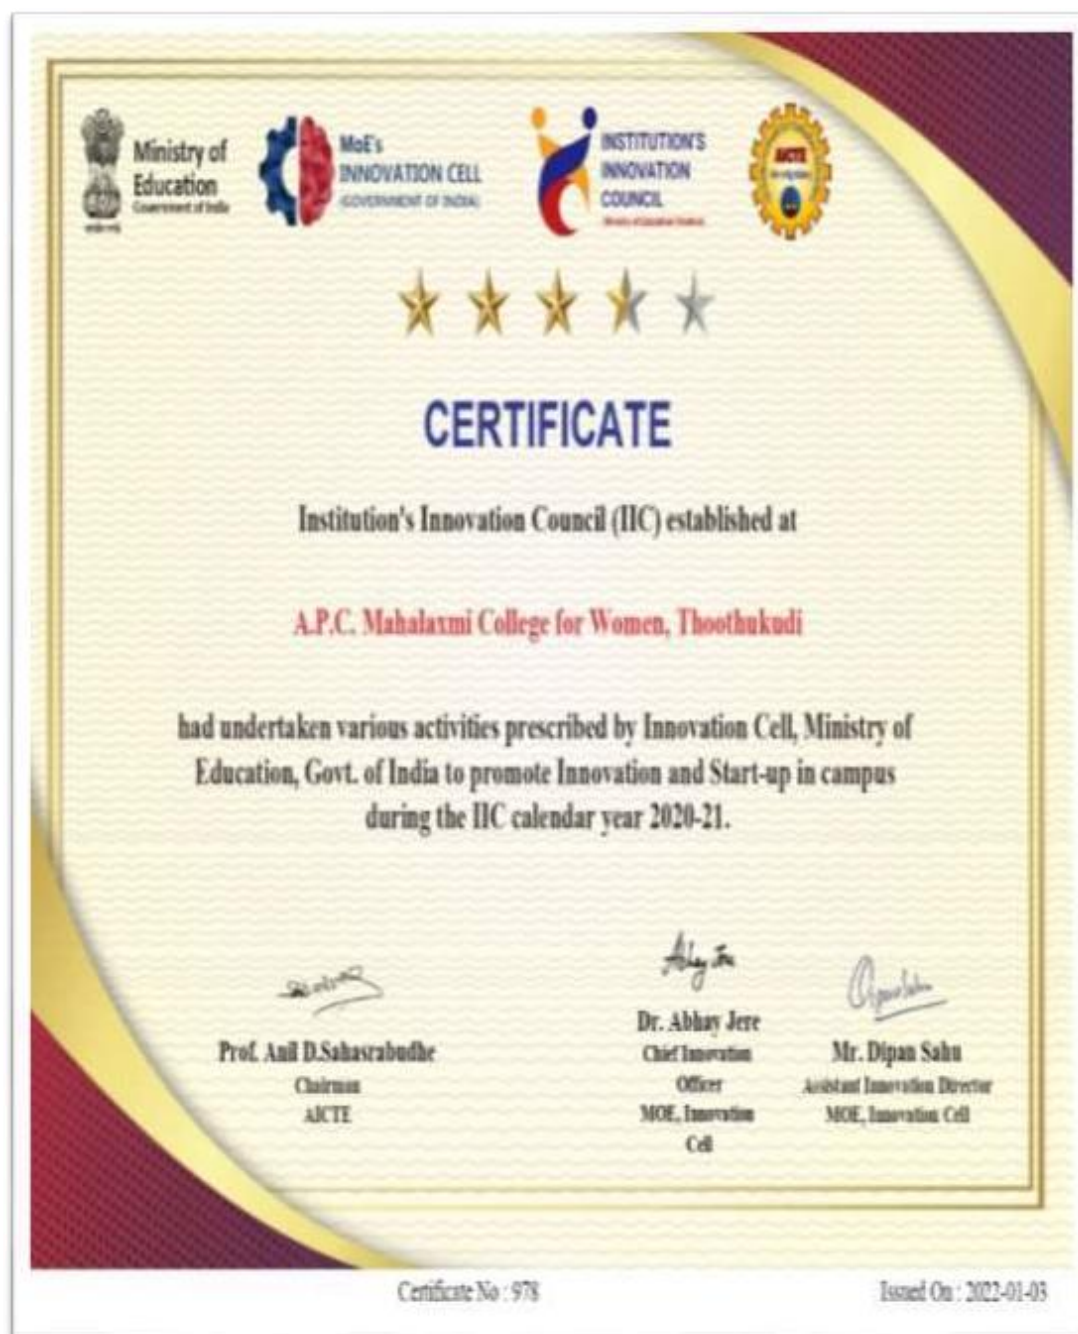 Ministry of
Education
Government of India
MoE's
INNOVATION CELL
(GOVERNMENT OF INDIA)
INSTITUTION'S
INNOVATION
COUNCIL
AICTE
CERTIFICATE
Institution's Innovation Council (IIC) established at
A.P.C. Mahalaxmi College for Women, Thoothukudi
had undertaken various activities prescribed by Innovation Cell, Ministry of
Education, Govt. of India to promote Innovation and Start-up in campus
during the IIC calendar year 2020-21.
Prof. Anil D.Sahasrabudhe
Chairman
AICTE
Dr. Abhay Jere
Chief Innovation
Officer
MOE, Innovation
Cell
Mr. Dipan Sahu
Assistant Innovation Director
MOE, Innovation Cell
Certificate No : 978
Issued On : 2022-01-03